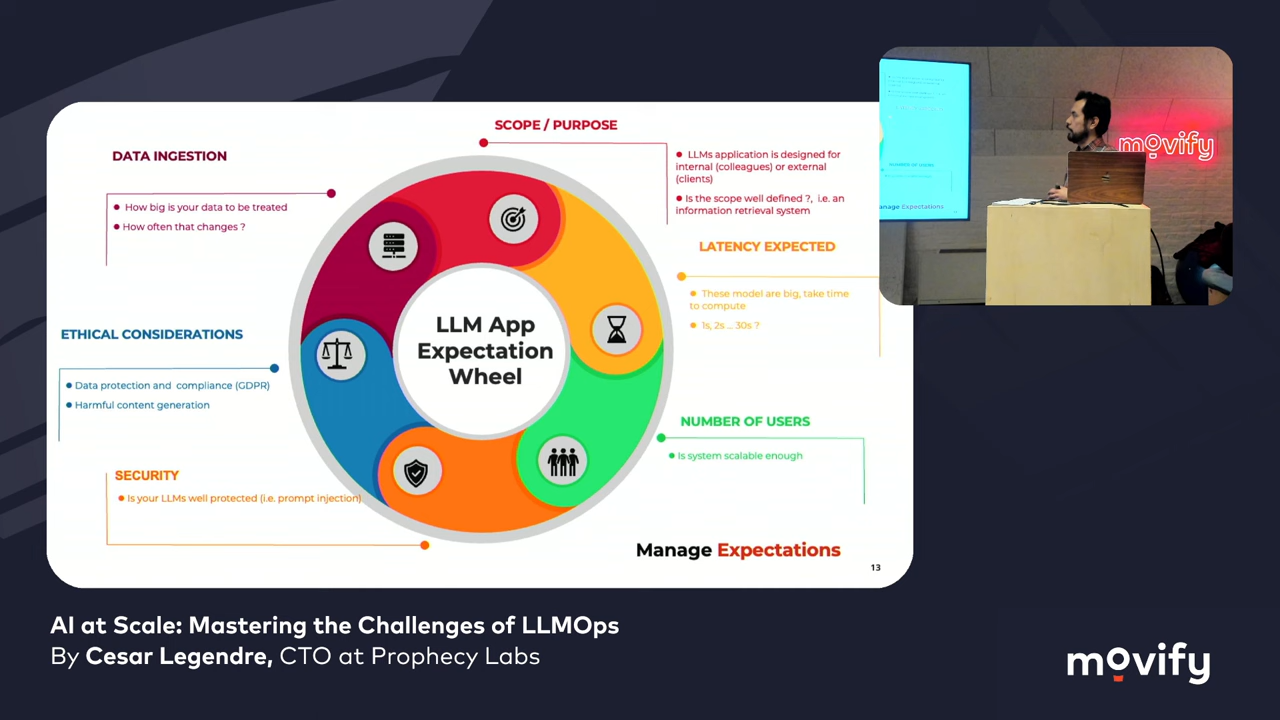 SCOPE / PURPOSE
LLMs application is designed for
internal (colleagues) or external
(clients)
Is the scope well defined ?, i.e. an
information retrieval system
DATA INGESTION
How big is your data to be treated
How often that changes ?
LATENCY EXPECTED
These model are big, take time
to compute
1s, 2s ... 30s ?
ETHICAL CONSIDERATIONS
Data protection and compliance (GDPR)
Harmful content generation
LLM App
Expectation
Wheel
NUMBER OF USERS
Is system scalable enough
SECURITY
Is your LLMs well protected (i.e. prompt injection)
Manage Expectations
13
movify
NUMBER OF USERS
anage Expectations
AI at Scale: Mastering the Challenges of LLMOps
By Cesar Legendre, CTO at Prophecy Labs
movify